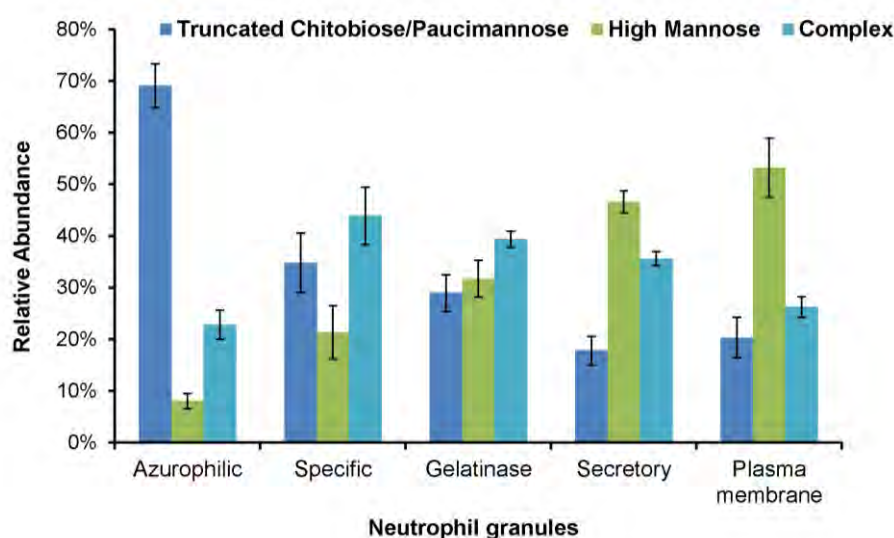 Truncated Chitobiose/Paucimannose High Mannose Complex
80%
70%
60%
50%
40%
30%
20%
10%
0%
Relative Abundance
Azurophilic Specific Gelatinase Secretory Plasma
membrane
Neutrophil granules